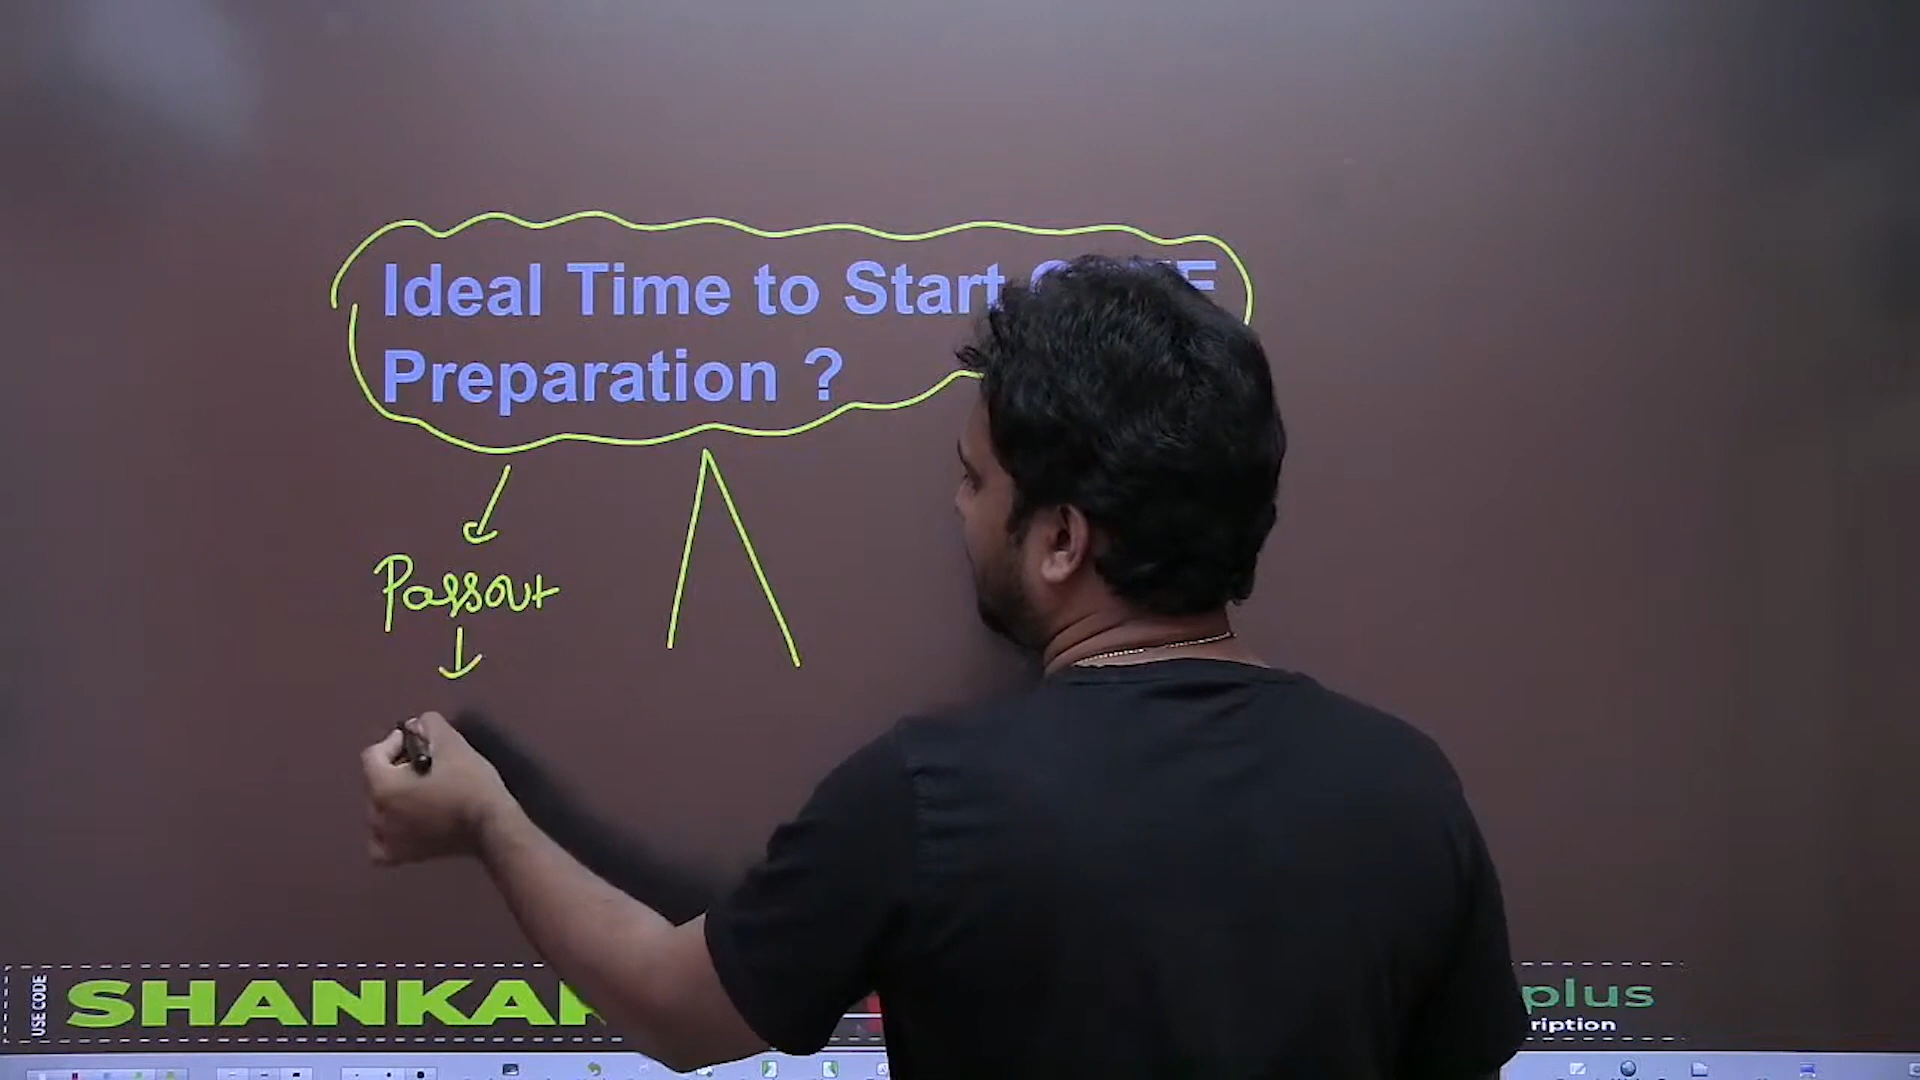 Ideal Time to Start
Preparation ?
Passout
USE CODE
SHANKA
plus
ription